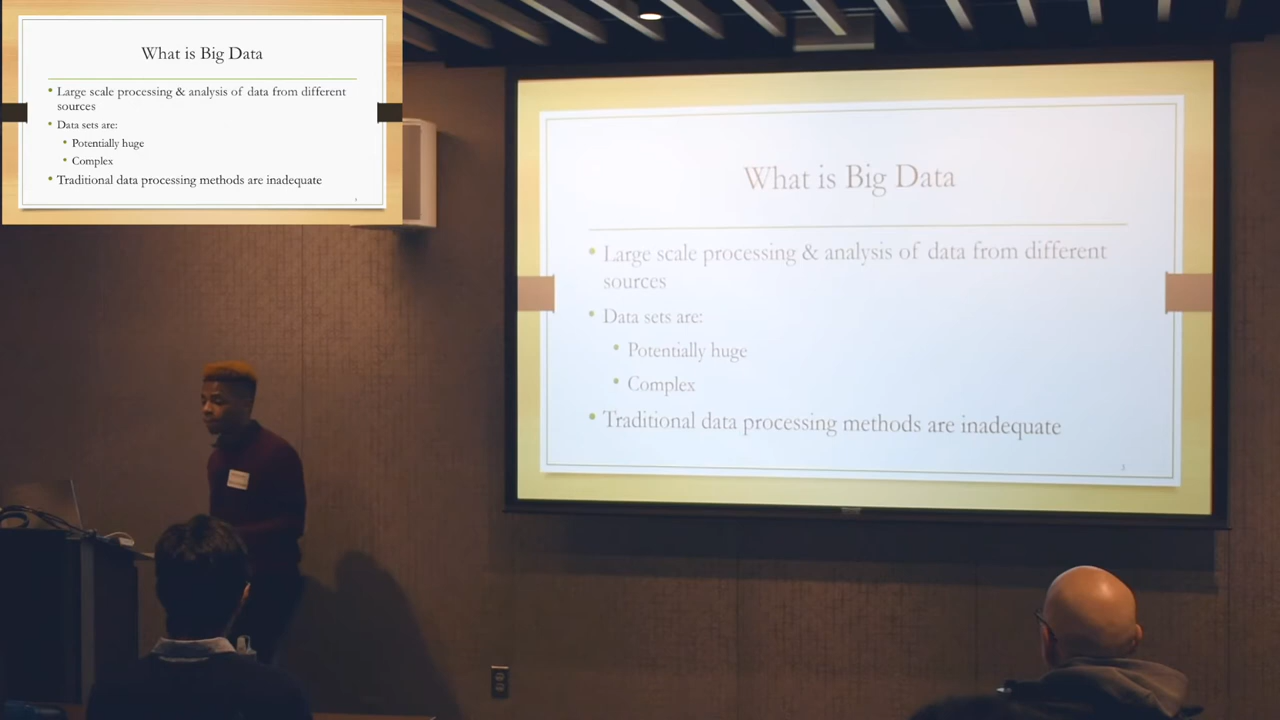 What is Big Data
• Large scale processing & analysis of data from different
sources
• Data sets are:
• Potentially huge
• Complex
• Traditional data processing methods are inadequate
What is Big Data
• Large scale processing & analysis of data from different
sources
• Data sets are:
• Potentially huge
• Complex
• Traditional data processing methods are inadequate
3